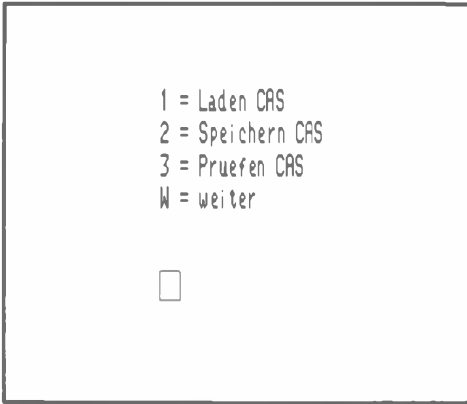 1 = Laden CAS
2 = Speichern CAS
3 = Pruefen CAS
W = weiter